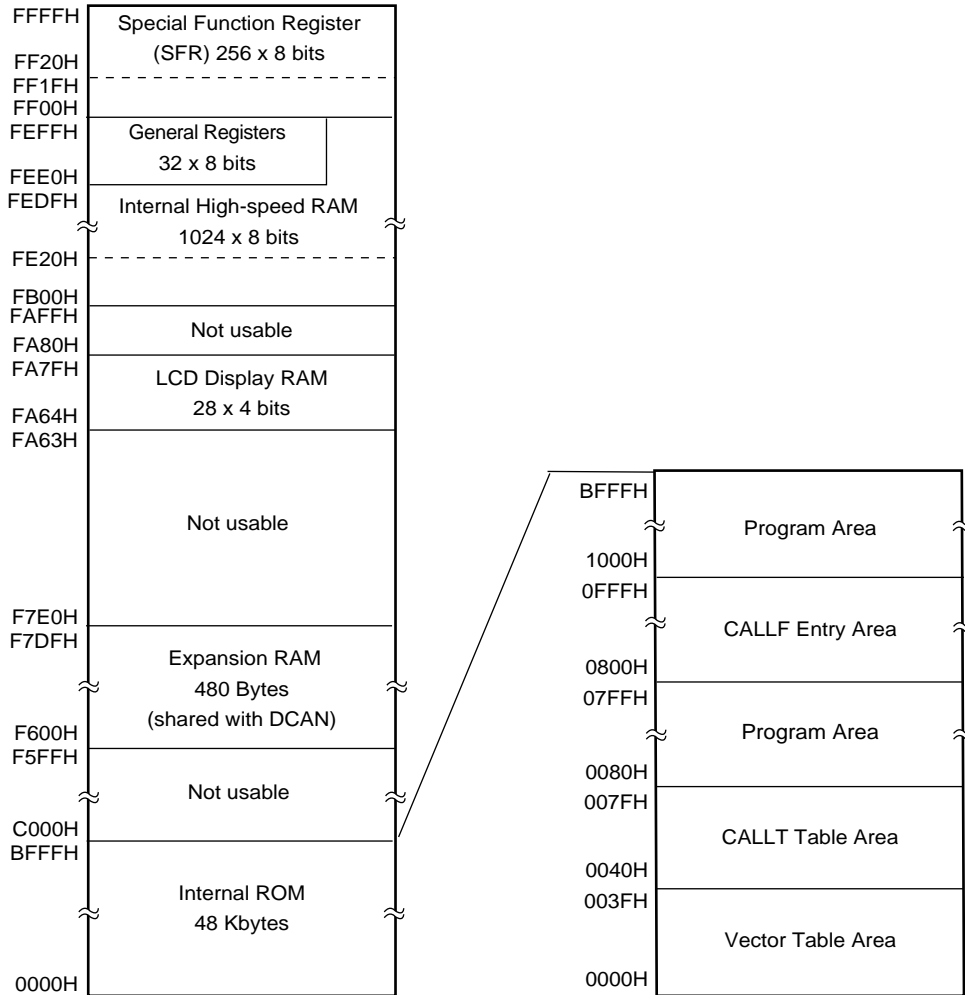 FFFFH
Special Function Register
(SFR) 256 x 8 bits
FF20H
FF1FH
FF00H
FEFFH
General Registers
32 x 8 bits
FEE0H
FEDFH
Internal High-speed RAM
1024 x 8 bits
FE20H
FB00H
FAFFH
Not usable
FA80H
FA7FH
LCD Display RAM
28 x 4 bits
FA64H
FA63H
Not usable
F7E0H
F7DFH
Expansion RAM
480 Bytes
(shared with DCAN)
F600H
F5FFH
Not usable
C000H
BFFFH
Internal ROM
48 Kbytes
0000H
BFFFH
Program Area
1000H
0FFFH
CALLF Entry Area
0800H
07FFH
Program Area
0080H
007FH
CALLT Table Area
0040H
003FH
Vector Table Area
0000H